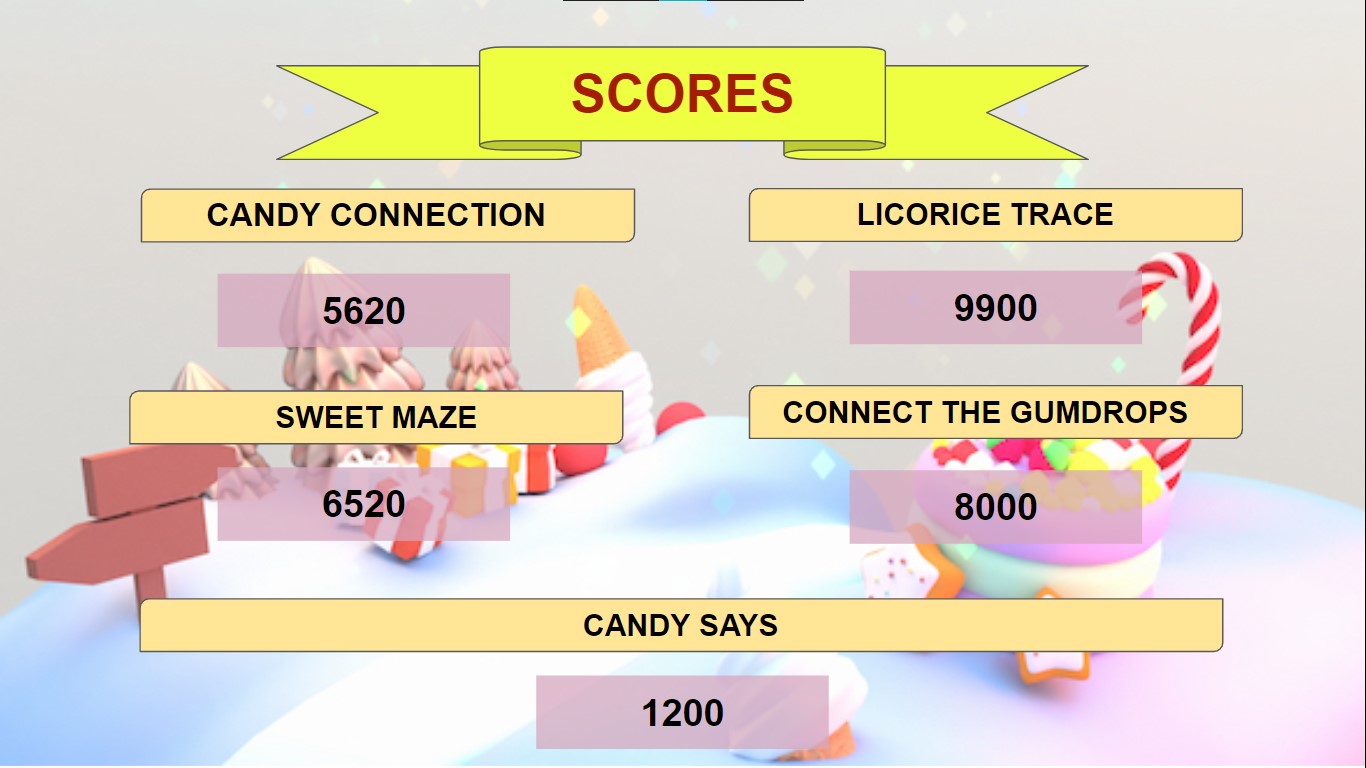 SCORES
CANDY CONNECTION
5620
LICORICE TRACE
9900
SWEET MAZE
6520
CONNECT THE GUMDROPS
8000
CANDY SAYS
1200